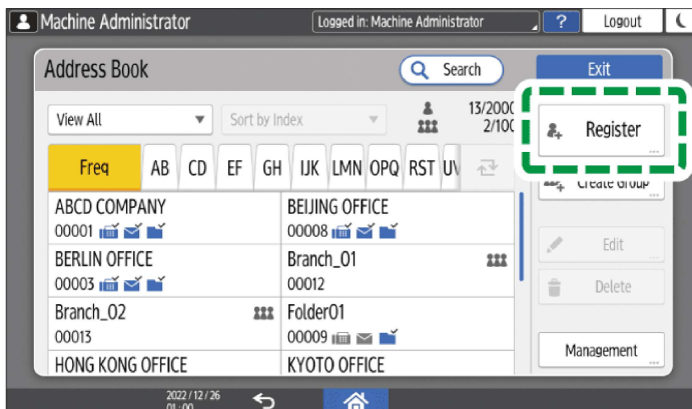 Machine Administrator
Logged in: Machine Administrator
?
Logout
Address Book
Search
Exit
View All
Sort by Index
13/2000
2/100
Register
Freq
AB
CD
EF
GH
IJK
LMN
OPQ
RST
UV
Create Group
ABCD COMPANY
00001
BEIJING OFFICE
00008
Edit
BERLIN OFFICE
00003
Branch_01
00012
Delete
Branch_02
00013
Folder01
00009
HONG KONG OFFICE
KYOTO OFFICE
Management
2022/12/26
01:00